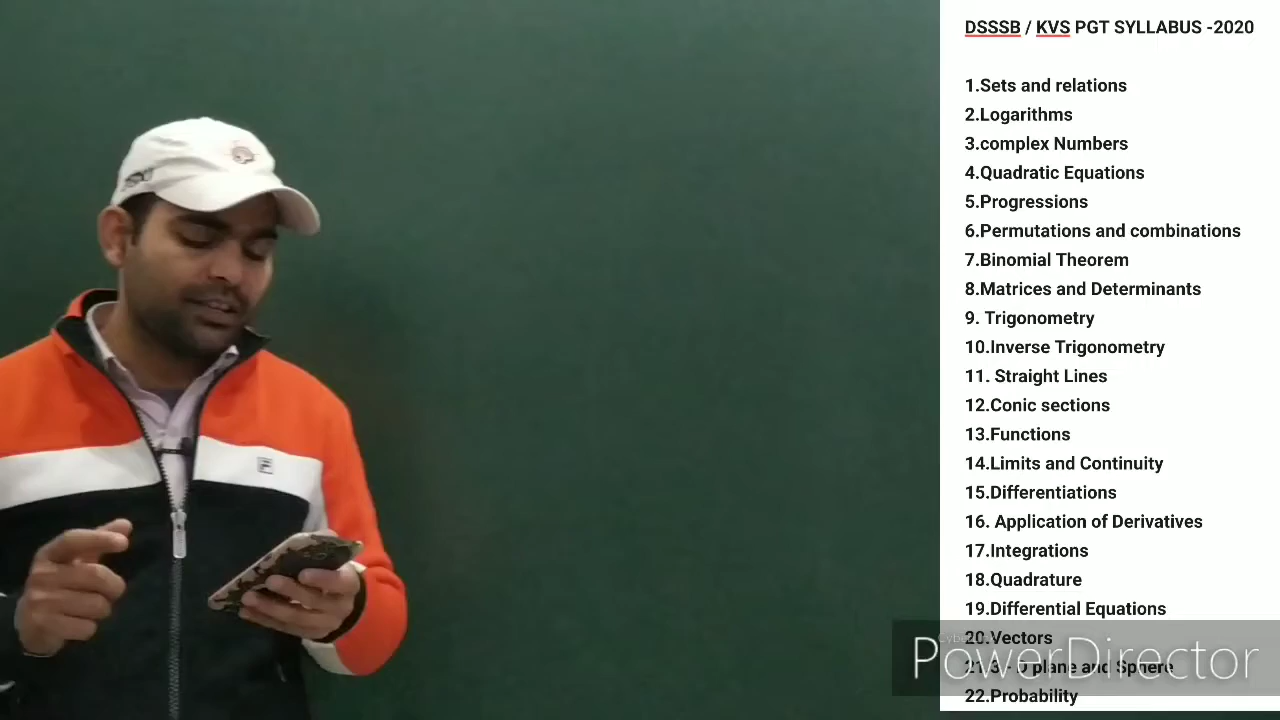 DSSSB / KVS PGT SYLLABUS -2020
1.Sets and relations
2.Logarithms
3.complex Numbers
4.Quadratic Equations
5.Progressions
6.Permutations and combinations
7.Binomial Theorem
8.Matrices and Determinants
9. Trigonometry
10.Inverse Trigonometry
11. Straight Lines
12.Conic sections
13.Functions
14.Limits and Continuity
15.Differentiations
16. Application of Derivatives
17.Integrations
18.Quadrature
19.Differential Equations
20.Vectors
21.3 - D plane and Sphere
22.Probability
PowerDirector